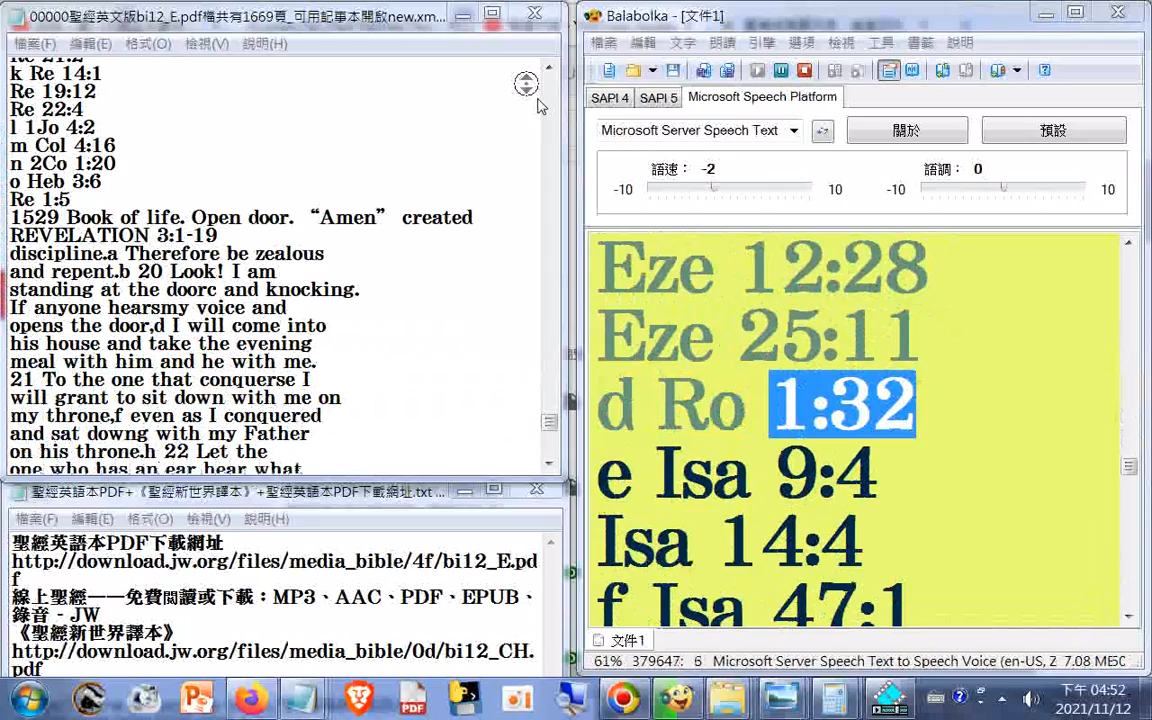 00000聖經英文版bi12_E.pdf檔共有1669頁_可用記事本開啟new.xm...
檔案(F) 編輯(E) 格式(O) 檢視(V) 說明(H)
Re 21:2
k Re 14:1
Re 19:12
Re 22:4
l 1Jo 4:2
m Col 4:16
n 2Co 1:20
o Heb 3:6
Re 1:5
1529 Book of life. Open door. “Amen” created
REVELATION 3:1-19
discipline.a Therefore be zealous
and repent.b 20 Look! I am
standing at the doorc and knocking.
If anyone hearsmy voice and
opens the door,d I will come into
his house and take the evening
meal with him and he with me.
21 To the one that conquerse I
will grant to sit down with me on
my throne,f even as I conquered
and sat downg with my Father
on his throne.h 22 Let the
one who has an ear hear what
聖經英語本PDF+《聖經新世界譯本》+聖經英語本PDF下載網址.txt ...
檔案(F) 編輯(E) 格式(O) 檢視(V) 說明(H)
聖經英語本PDF下載網址
http://download.jw.org/files/media_bible/4f/bi12_E.pd
f
線上聖經——免費閱讀或下載：MP3、AAC、PDF、EPUB、
錄音 - JW
《聖經新世界譯本》
http://download.jw.org/files/media_bible/0d/bi12_CH.
pdf
Balabolka - [文件1]
檔案 編輯 文字 朗讀 引擎 選項 檢視 工具 書籤 說明
SAPI 4 SAPI 5 Microsoft Speech Platform
Microsoft Server Speech Text 關於 預設
語速： -2 語調： 0
-10 10 -10 10
Eze 12:28
Eze 25:11
d Ro 1:32
e Isa 9:4
Isa 14:4
f Isa 47:1
文件1
61% 379647: 6 Microsoft Server Speech Text to Speech Voice (en-US, Z 7.08 ME50
下午 04:52
2021/11/12